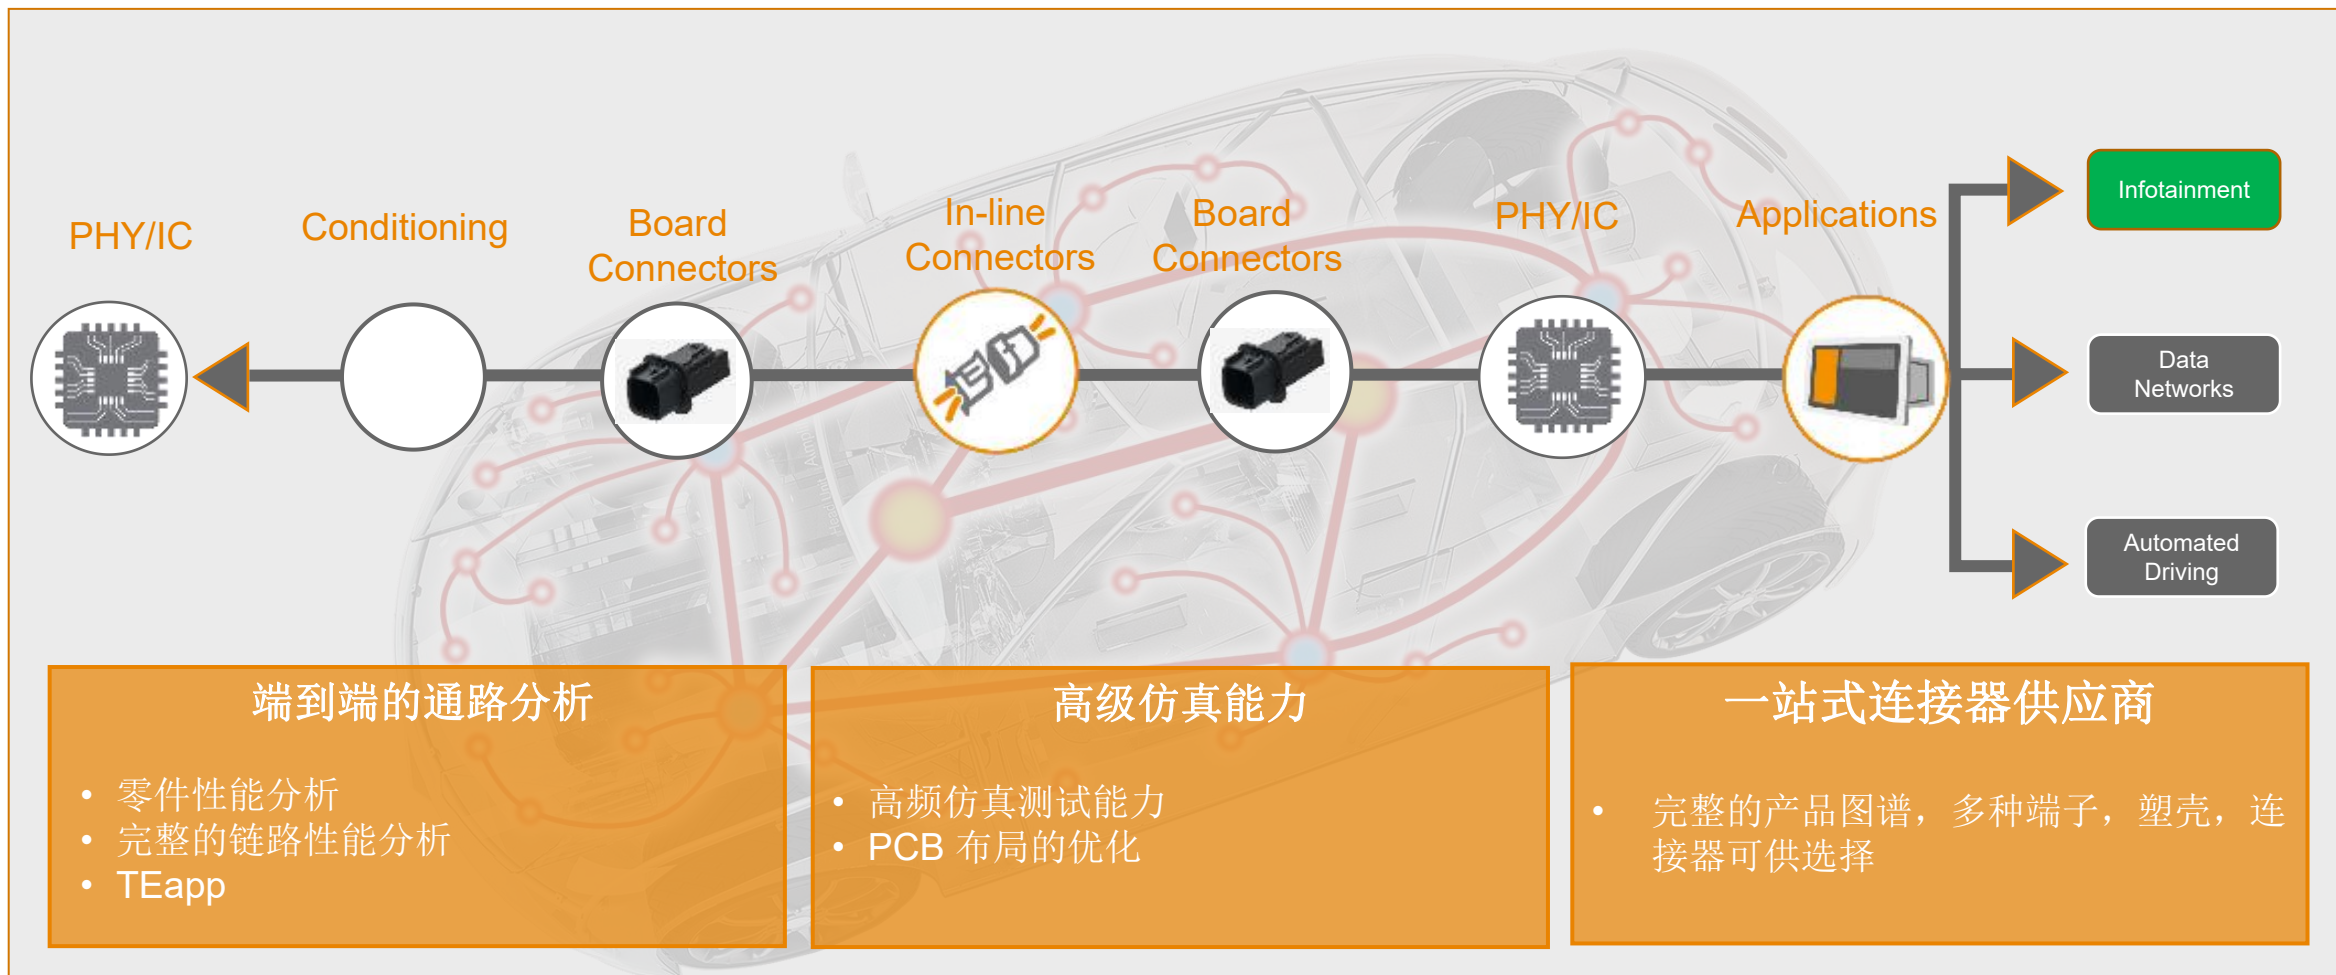 PHY/IC
Conditioning
Board
Connectors
In-line
Connectors
Board
Connectors
PHY/IC
Applications
Infotainment
Data
Networks
Automated
Driving
端到端的通路分析
• 零件性能分析
• 完整的链路性能分析
• TEapp
高级仿真能力
• 高频仿真测试能力
• PCB 布局的优化
一站式连接器供应商
• 完整的产品图谱，多种端子，塑壳，连
接器可供选择